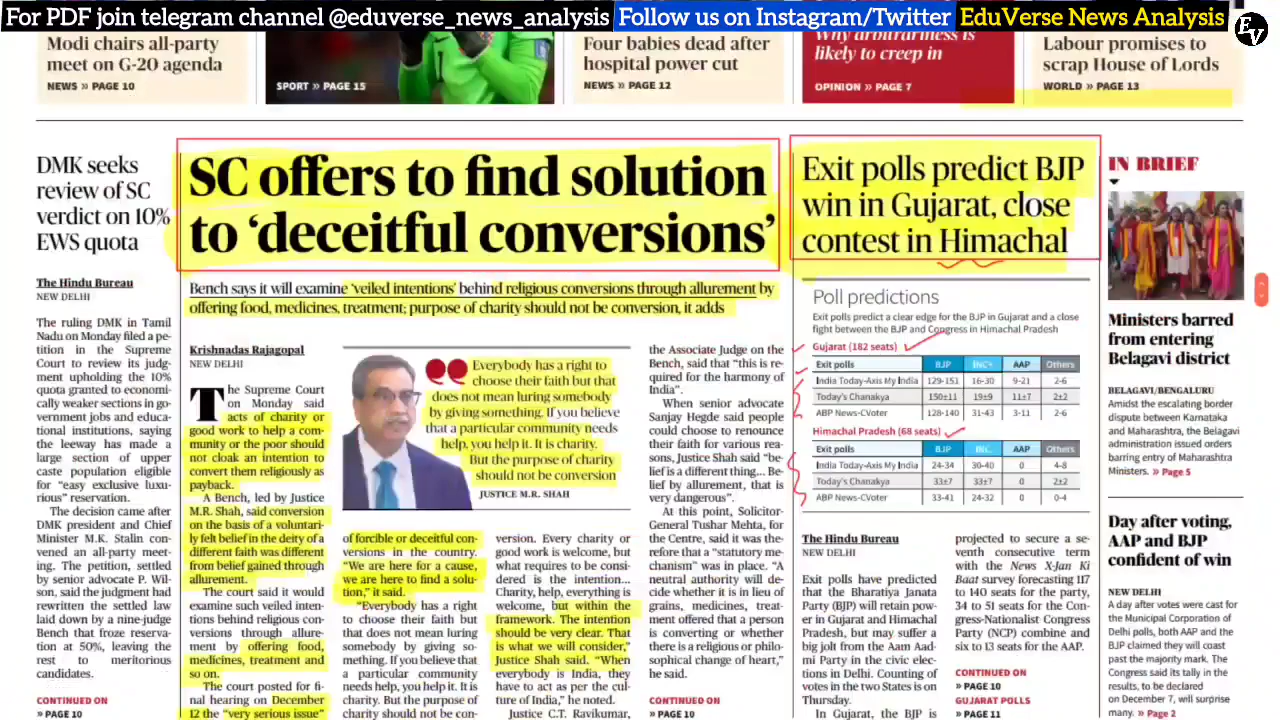 For PDF join telegram channel @eduverse_news_analysis Follow us on Instagram/Twitter EduVerse News Analysis
EV
Modi chairs all-party
meet on G-20 agenda
NEWS » PAGE 10
SPORT » PAGE 15
Four babies dead after
hospital power cut
NEWS » PAGE 12
Why arbitrariness is
likely to creep in
OPINION » PAGE 7
Labour promises to
scrap House of Lords
WORLD » PAGE 13
DMK seeks
review of SC
verdict on 10%
EWS quota
The Hindu Bureau
NEW DELHI
The ruling DMK in Tamil
Nadu on Monday filed a pe-
tition in the Supreme
Court to review its judg-
ment upholding the 10%
quota granted to economi-
cally weaker sections in go-
vernment jobs and educa-
tional institutions, saying
the leeway has made a
large section of upper
caste population eligible
for “easy exclusive luxu-
rious” reservation.
The decision came after
DMK president and Chief
Minister M.K. Stalin con-
vened an all-party meet-
ing. The petition, settled
by senior advocate P. Wil-
son, said the judgment had
rewritten the settled law
laid down by a nine-judge
Bench that froze reserva-
tion at 50%, leaving the
rest to meritorious
candidates.
CONTINUED ON
» PAGE 10
SC offers to find solution
to ‘deceitful conversions’
Bench says it will examine ‘veiled intentions’ behind religious conversions through allurement by
offering food, medicines, treatment; purpose of charity should not be conversion, it adds
Krishnadas Rajagopal
NEW DELHI
The Supreme Court
on Monday said
acts of charity or
good work to help a com-
munity or the poor should
not cloak an intention to
convert them religiously as
payback.
A Bench, led by Justice
M.R. Shah, said conversion
on the basis of a voluntari-
ly felt belief in the deity of a
different faith was different
from belief gained through
allurement.
The court said it would
examine such veiled inten-
tions behind religious con-
versions through allure-
ment by offering food,
medicines, treatment and
so on.
The court posted for fi-
nal hearing on December
12 the “very serious issue”
Everybody has a right to
choose their faith but that
does not mean luring somebody
by giving something. If you believe
that a particular community needs
help, you help it. It is charity.
But the purpose of charity
should not be conversion
JUSTICE M.R. SHAH
of forcible or deceitful con-
versions in the country.
“We are here for a cause,
we are here to find a solu-
tion,” it said.
“Everybody has a right
to choose their faith but
that does not mean luring
somebody by giving so-
mething. If you believe that
a particular community
needs help, you help it. It is
charity. But the purpose of
charity should not be con-
version. Every charity or
good work is welcome, but
what requires to be consi-
dered is the intention...
Charity, help, everything is
welcome, but within the
framework. The intention
should be very clear. That
is what we will consider,”
Justice Shah said. “When
everybody is India, they
have to act as per the cul-
ture of India,” he noted.
Justice C.T. Ravikumar,
the Associate Judge on the
Bench, said that “this is re-
quired for the harmony of
India”.
When senior advocate
Sanjay Hegde said people
could choose to renounce
their faith for various rea-
sons, Justice Shah said “be-
lief is a different thing... Be-
lief by allurement, that is
very dangerous”.
At this point, Solicitor-
General Tushar Mehta, for
the Centre, said it was the-
refore that a “statutory me-
chanism” was in place. “A
neutral authority will de-
cide whether it is in lieu of
grains, medicines, treat-
ment offered that a person
is converting or whether
there is a religious or philo-
sophical change of heart,”
he said.
CONTINUED ON
» PAGE 10
Exit polls predict BJP
win in Gujarat, close
contest in Himachal
Poll predictions
Exit polls predict a clear edge for the BJP in Gujarat and a close
fight between the BJP and Congress in Himachal Pradesh
Gujarat (182 seats)
Exit polls BJP INC* AAP Others
India Today-Axis My India 129-151 16-30 9-21 2-6
Today's Chanakya 150±11 19±9 11±7 2±2
ABP News-CVoter 128-140 31-43 3-11 2-6
Himachal Pradesh (68 seats)
Exit polls BJP INC AAP Others
India Today-Axis My India 24-34 30-40 0 4-8
Today's Chanakya 33±7 33±7 0 2±2
ABP News-CVoter 33-41 24-32 0 0-4
The Hindu Bureau
NEW DELHI
Exit polls have predicted
that the Bharatiya Janata
Party (BJP) will retain pow-
er in Gujarat and Himachal
Pradesh, but may suffer a
big jolt from the Aam Aad-
mi Party in the civic elec-
tions in Delhi. Counting of
votes in the two States is on
Thursday.
In Gujarat, the BJP is
projected to secure a se-
venth consecutive term
with the News X-Jan Ki
Baat survey forecasting 117
to 140 seats for the party,
34 to 51 seats for the Con-
gress-Nationalist Congress
Party (NCP) combine and
six to 13 seats for the AAP.
CONTINUED ON
» PAGE 10
GUJARAT POLLS
» PAGE 11
IN BRIEF
Ministers barred
from entering
Belagavi district
BELAGAVI/BENGALURU
Amidst the escalating border
dispute between Karnataka
and Maharashtra, the Belagavi
administration issued orders
barring entry of Maharashtra
Ministers. » Page 5
Day after voting,
AAP and BJP
confident of win
NEW DELHI
A day after votes were cast for
the Municipal Corporation of
Delhi polls, both AAP and the
BJP claimed they will coast
past the majority mark. The
Congress said its tally in the
results, to be declared
on December 7, will surprise
many. » Page 2